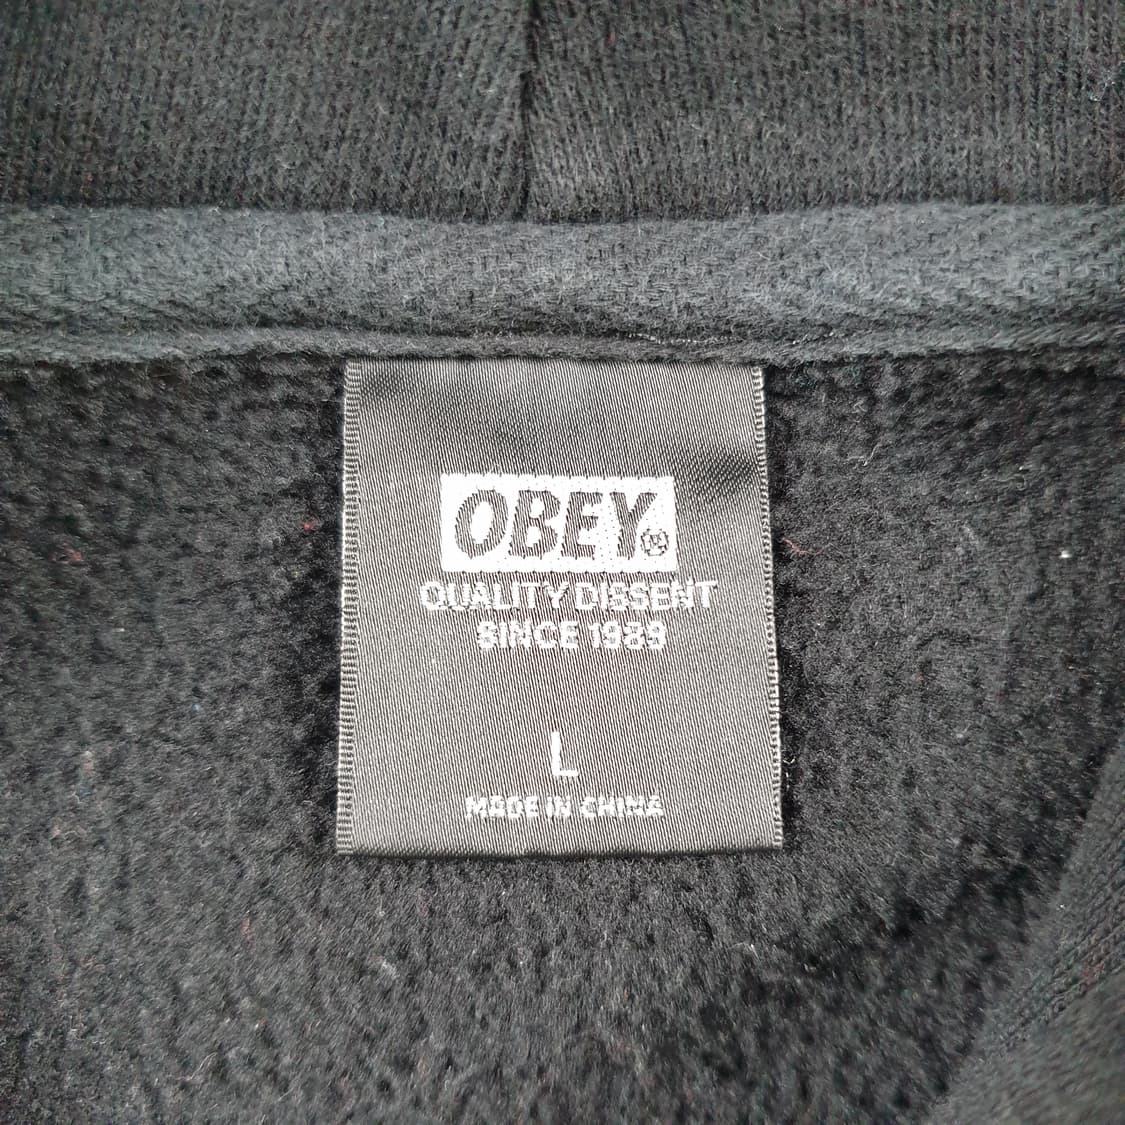 OBEY®
QUALITY DISSENT
SINCE 1989
L
MADE IN CHINA